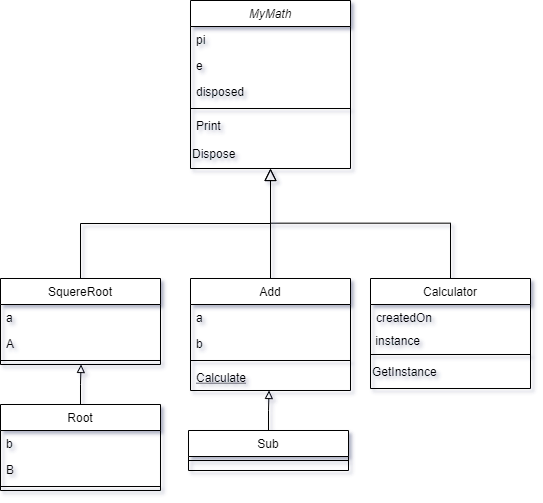 MyMath
pi
e
disposed
Print
Dispose
SquereRoot
a
A
Add
a
b
Calculate
Calculator
createdOn
instance
GetInstance
Root
b
B
Sub